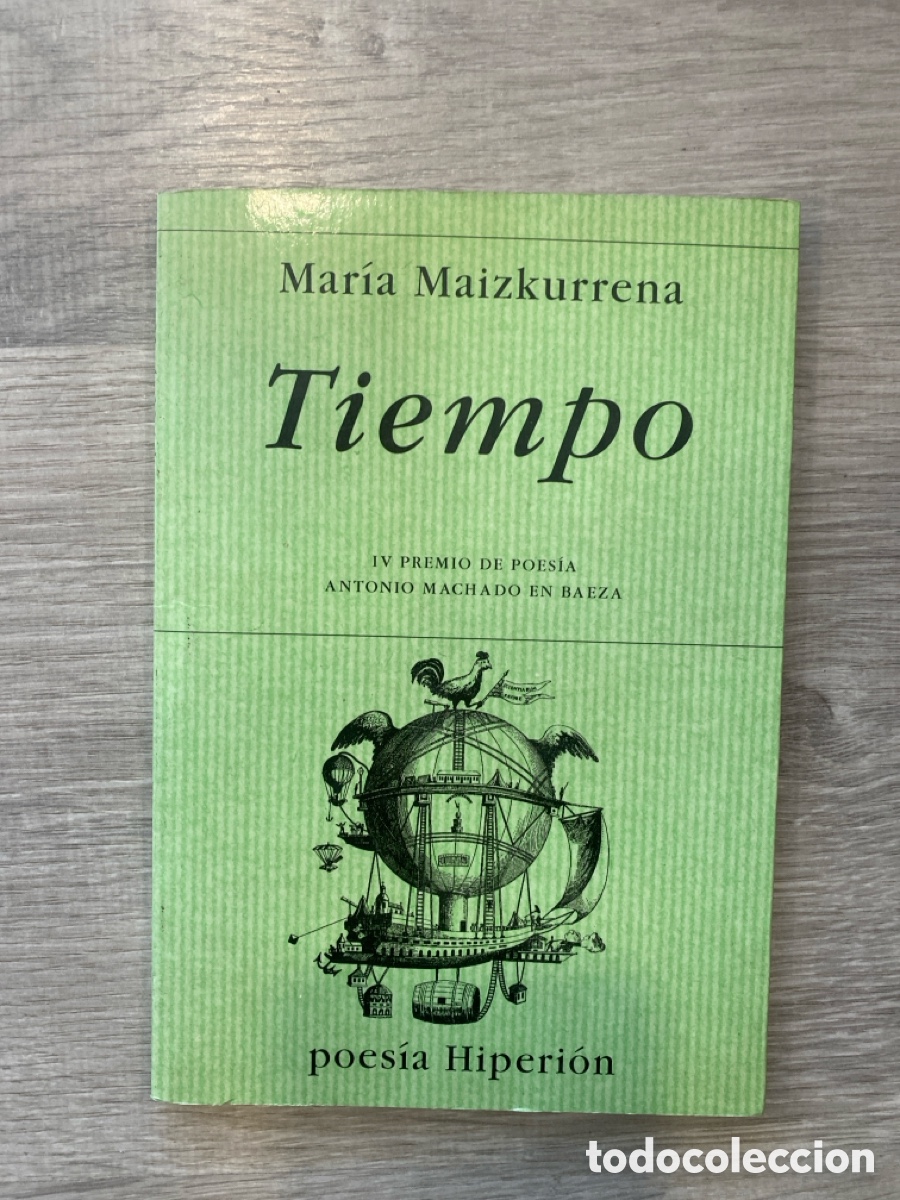 María Maizkurrena
Tiempo
IV PREMIO DE POESÍA
ANTONIO MACHADO EN BAEZA
poesía Hiperión
todocoleccion